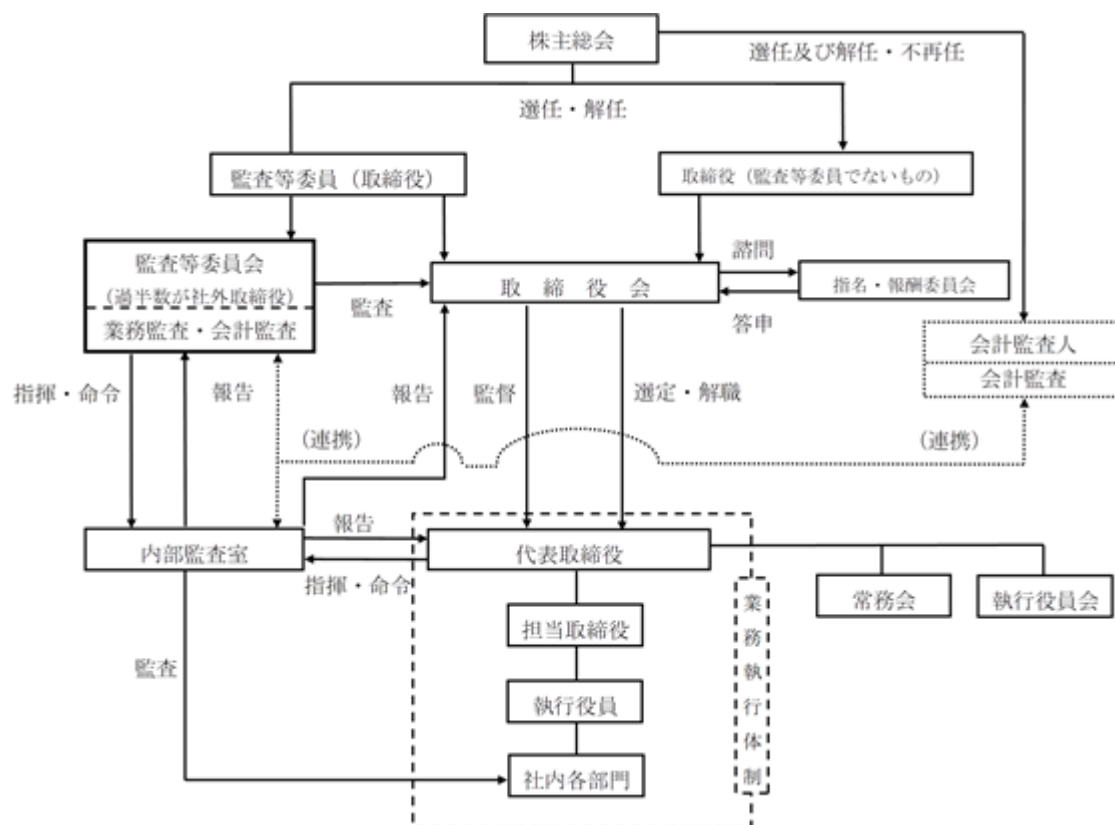 株主総会
選任及び解任・不再任
選任・解任
監査等委員（取締役）
取締役（監査等委員でないもの）
監査等委員会
(過半数が社外取締役)
業務監査・会計監査
監査
取締役会
諮問
答申
指名・報酬委員会
会計監査人
会計監査
指揮・命令
報告
報告
監督
選定・解職
(連携)
(連携)
内部監査室
報告
指揮・命令
代表取締役
常務会
執行役員会
業務執行体制
担当取締役
監査
執行役員
社内各部門